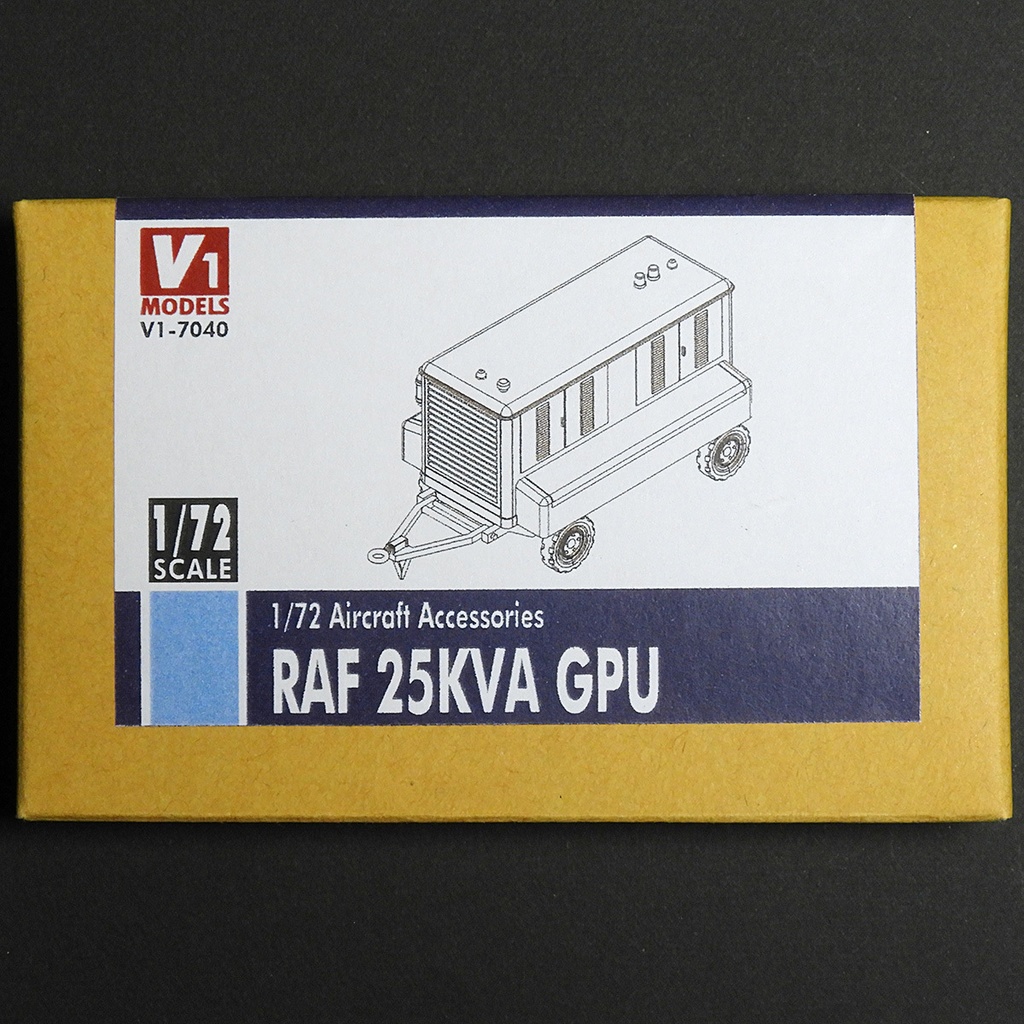 V1
MODELS
V1-7040
1/72
SCALE
1/72 Aircraft Accessories
RAF 25KVA GPU